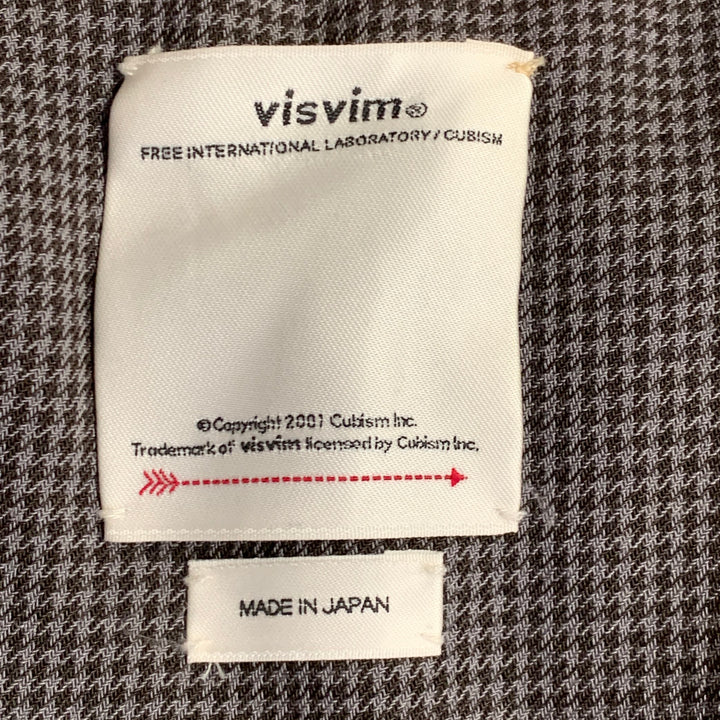 visvim®
FREE INTERNATIONAL LABORATORY / CUBISM
©Copyright 2001 Cubism Inc.
Trademark of visvim licensed by Cubism Inc.
MADE IN JAPAN